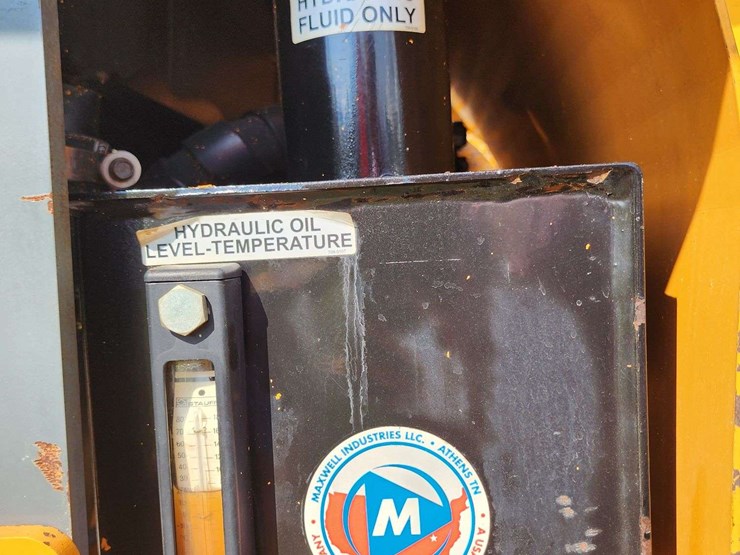 FLUID ONLY
HYDRAULIC OIL
LEVEL-TEMPERATURE
MAXWELL INDUSTRIES LLC. • ATHENS TN • A
M